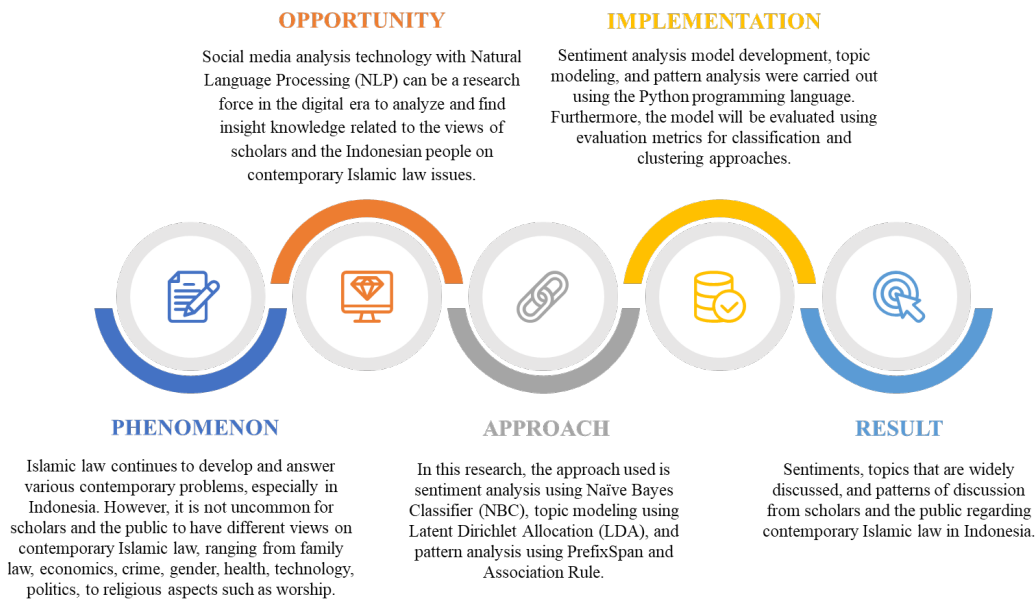 OPPORTUNITY
Social media analysis technology with Natural
Language Processing (NLP) can be a research
force in the digital era to analyze and find
insight knowledge related to the views of
scholars and the Indonesian people on
contemporary Islamic law issues.
IMPLEMENTATION
Sentiment analysis model development, topic
modeling, and pattern analysis were carried out
using the Python programming language.
Furthermore, the model will be evaluated using
evaluation metrics for classification and
clustering approaches.
PHENOMENON
Islamic law continues to develop and answer
various contemporary problems, especially in
Indonesia. However, it is not uncommon for
scholars and the public to have different views on
contemporary Islamic law, ranging from family
law, economics, crime, gender, health, technology,
politics, to religious aspects such as worship.
APPROACH
In this research, the approach used is
sentiment analysis using Naïve Bayes
Classifier (NBC), topic modeling using
Latent Dirichlet Allocation (LDA), and
pattern analysis using PrefixSpan and
Association Rule.
RESULT
Sentiments, topics that are widely
discussed, and patterns of discussion
from scholars and the public regarding
contemporary Islamic law in Indonesia.